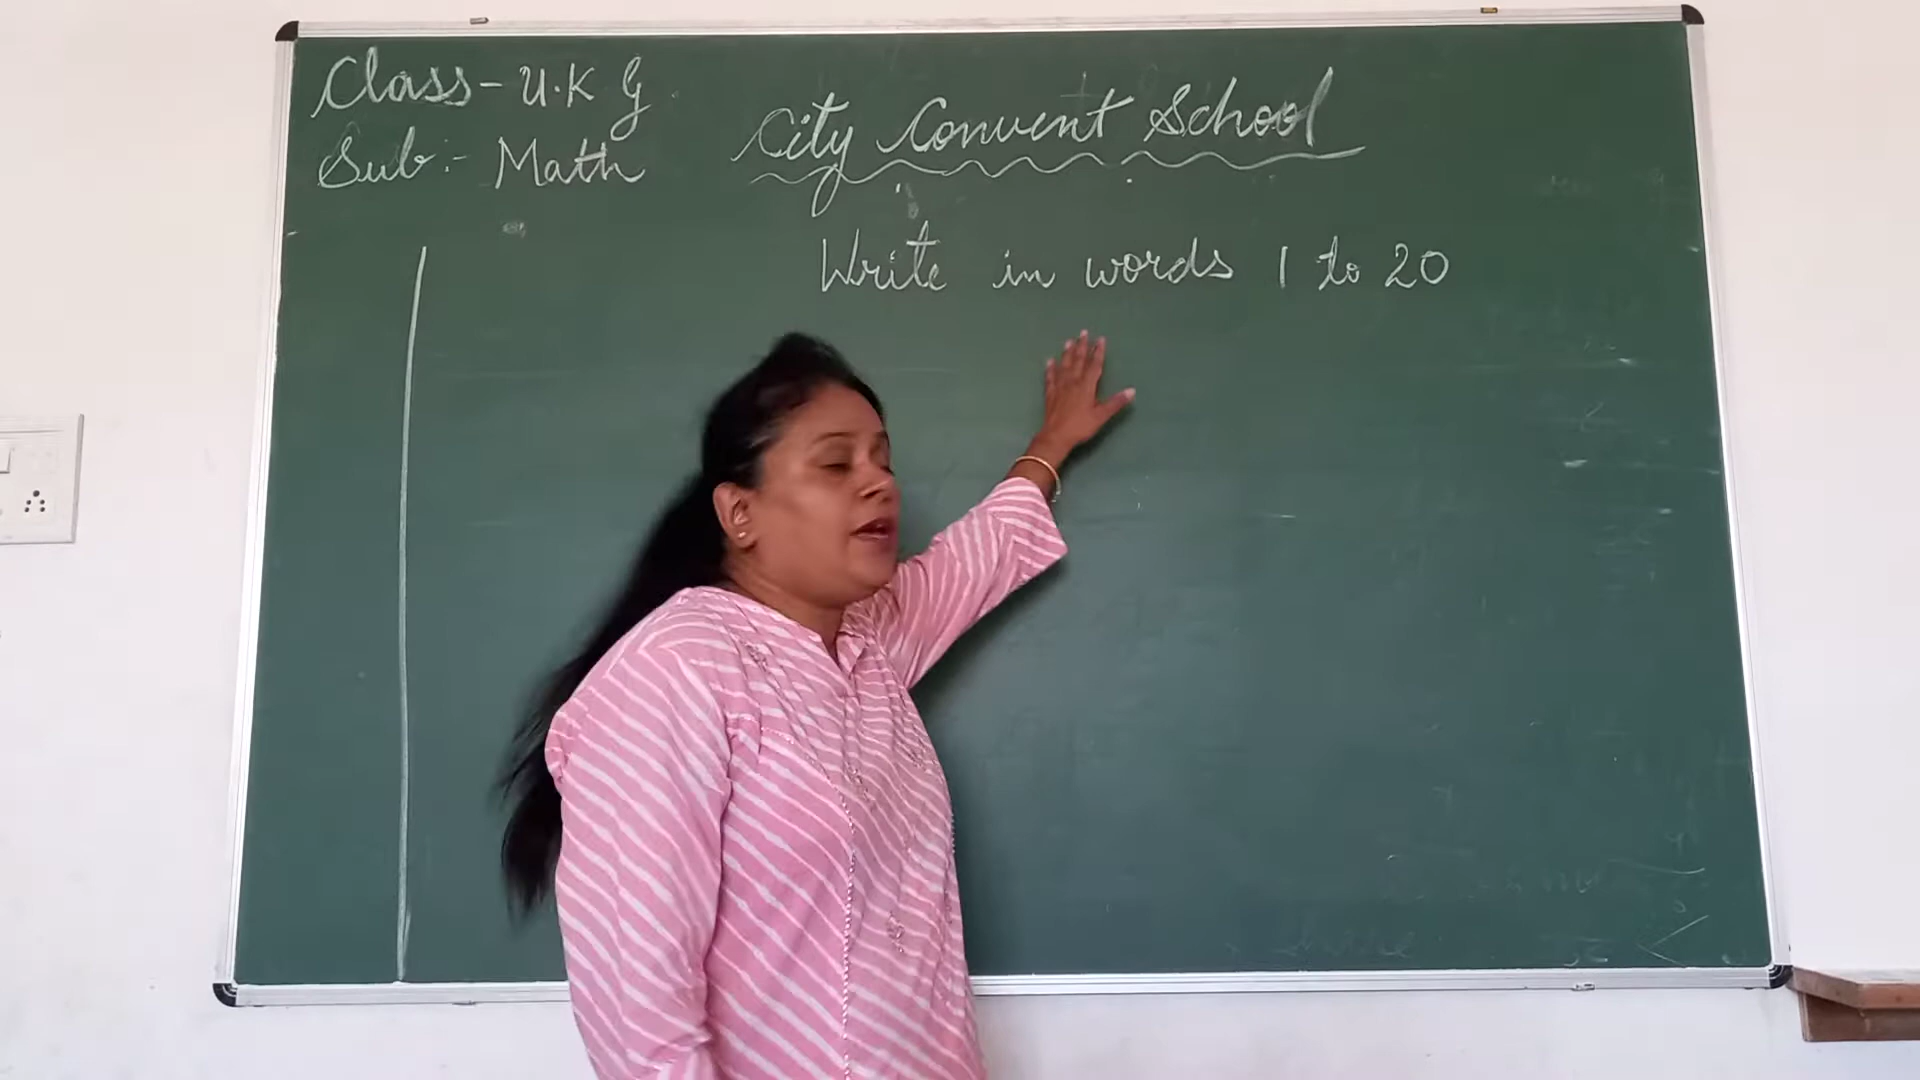 Class - U.K G
Sub :- Math
City Convent School
Write in words 1 to 20